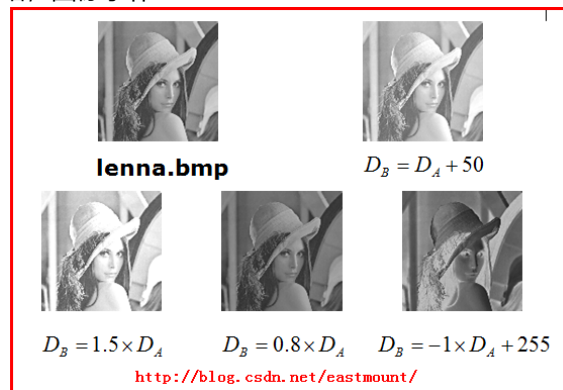 lenna.bmp
D_B = D_A + 50
D_B = 1.5 × D_A
D_B = 0.8 × D_A
D_B = −1 × D_A + 255
http://blog.csdn.net/eastmount/